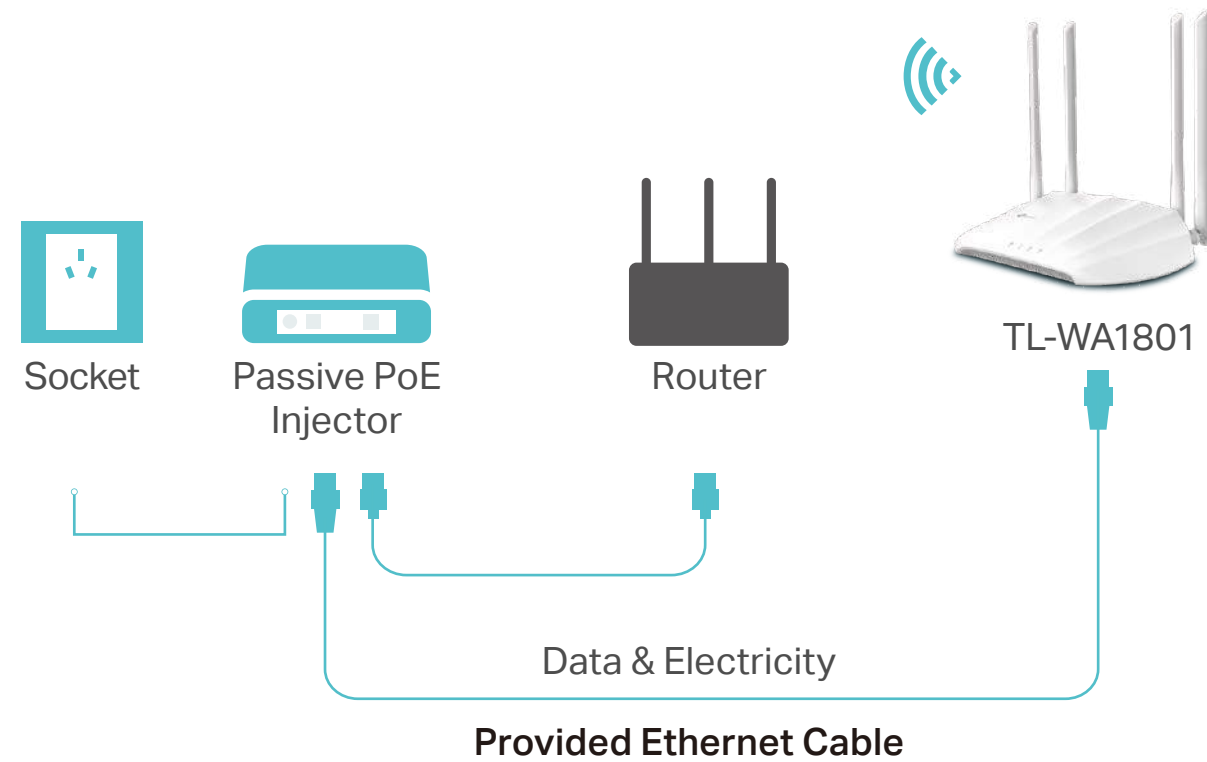 TL-WA1801
Socket
Passive PoE
Injector
Router
Data & Electricity
Provided Ethernet Cable